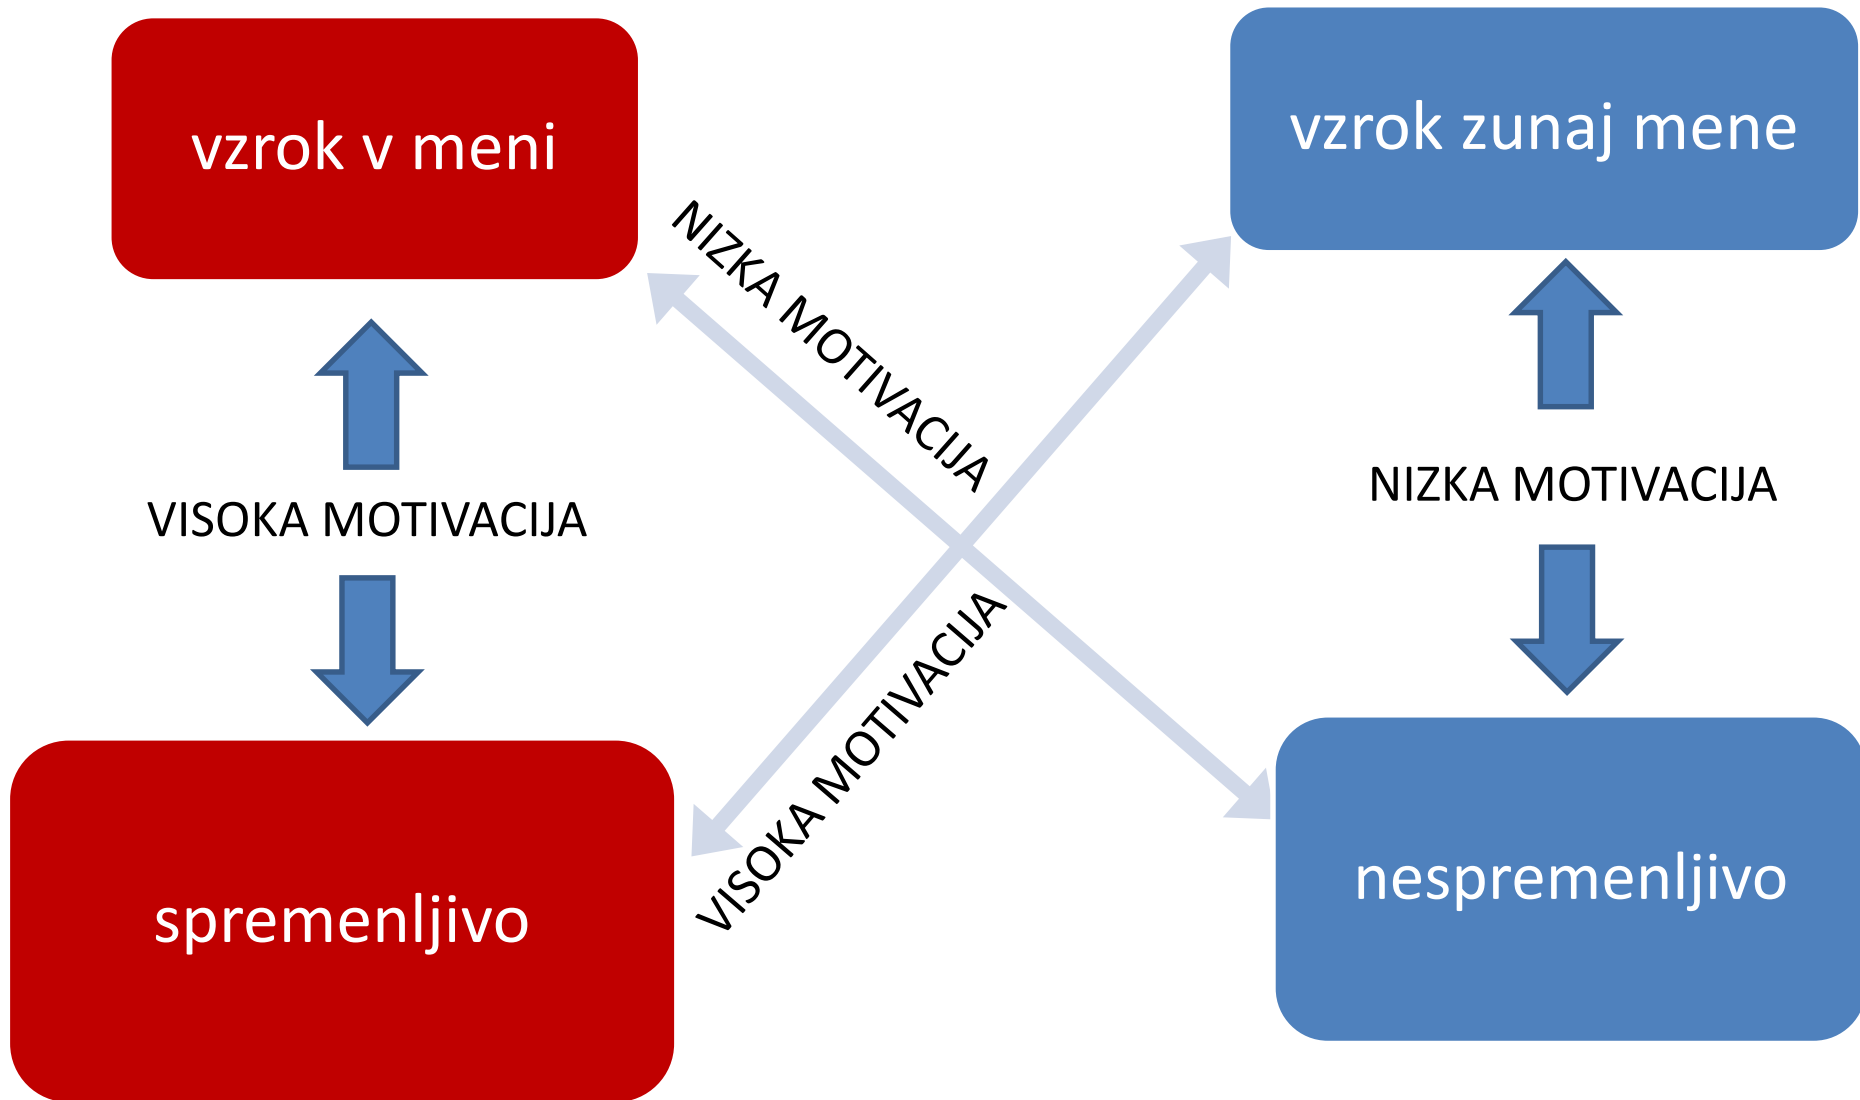 vzrok v meni
vzrok zunaj mene
NIZKA MOTIVACIJA
VISOKA MOTIVACIJA
NIZKA MOTIVACIJA
VISOKA MOTIVACIJA
spremenljivo
nespremenljivo